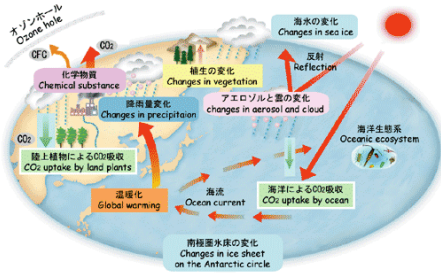 オゾンホール
Ozone hole
CFC
CO₂
化学物質
Chemical substance
植生の変化
Changes in vegetation
海氷の変化
Changes in sea ice
反射
Reflection
降雨量変化
Changes in precipitaion
アエロゾルと雲の変化
changes in aerosol and cloud
海洋生態系
Oceanic ecosystem
CO₂
陸上植物によるCO₂吸収
CO₂ uptake by land plants
温暖化
Global warming
海流
Ocean current
海洋によるCO₂吸収
CO₂ uptake by ocean
南極圏氷床の変化
Changes in ice sheet
on the Antarctic circle